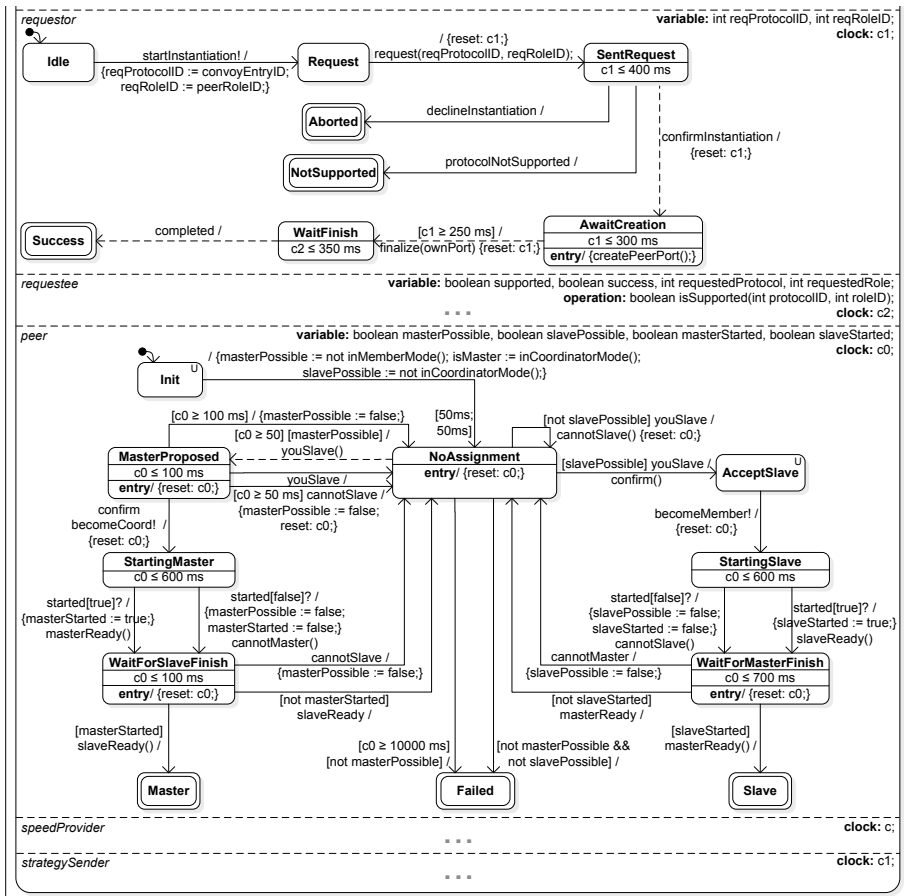 requestor
variable: int reqProtocolID, int reqRoleID;
clock: c1;
Idle
startInstantiation! /
{reqProtocolID := convoyEntryID;
reqRoleID := peerRoleID;}
Request
/ {reset: c1;}
request(reqProtocolID, reqRoleID);
SentRequest
c1 ≤ 400 ms
Aborted
declineInstantiation /
NotSupported
protocolNotSupported /
confirmInstantiation /
{reset: c1;}
Success
completed /
WaitFinish
c2 ≤ 350 ms
[c1 ≥ 250 ms] /
finalize(ownPort) {reset: c1;}
AwaitCreation
c1 ≤ 300 ms
entry/ {createPeerPort();}
requestee
variable: boolean supported, boolean success, int requestedProtocol, int requestedRole;
operation: boolean isSupported(int protocolID, int roleID);
clock: c2;
peer
variable: boolean masterPossible, boolean slavePossible, boolean masterStarted, boolean slaveStarted;
clock: c0;
Init
U
/ {masterPossible := not inMemberMode(); isMaster := inCoordinatorMode();
slavePossible := not inCoordinatorMode();}
[50ms;
50ms]
[c0 ≥ 100 ms] / {masterPossible := false;}
[c0 ≥ 50] [masterPossible] /
youSlave()
[not slavePossible] youSlave /
cannotSlave() {reset: c0;}
MasterProposed
c0 ≤ 100 ms
entry/ {reset: c0;}
NoAssignment
entry/ {reset: c0;}
[slavePossible] youSlave /
confirm()
AcceptSlave
U
youSlave /
[c0 ≥ 50 ms] cannotSlave /
{masterPossible := false;
reset: c0;}
confirm
becomeCoord! /
{reset: c0;}
becomeMember! /
{reset: c0;}
StartingMaster
c0 ≤ 600 ms
StartingSlave
c0 ≤ 600 ms
started[true]? /
{masterStarted := true;}
masterReady()
started[false]? /
{masterPossible := false;
masterStarted := false;}
cannotMaster()
started[false]? /
{slavePossible := false;
slaveStarted := false;}
cannotSlave()
started[true]? /
{slaveStarted := true;}
slaveReady()
WaitForSlaveFinish
c0 ≤ 100 ms
entry/ {reset: c0;}
cannotSlave /
{masterPossible := false;}
[not masterStarted]
slaveReady /
cannotMaster /
{slavePossible := false;}
[not slaveStarted]
masterReady /
WaitForMasterFinish
c0 ≤ 700 ms
entry/ {reset: c0;}
[masterStarted]
slaveReady() /
[c0 ≥ 10000 ms]
[not masterPossible] /
[not masterPossible &&
not slavePossible] /
[slaveStarted]
masterReady() /
Master
Failed
Slave
speedProvider
clock: c;
strategySender
clock: c1;